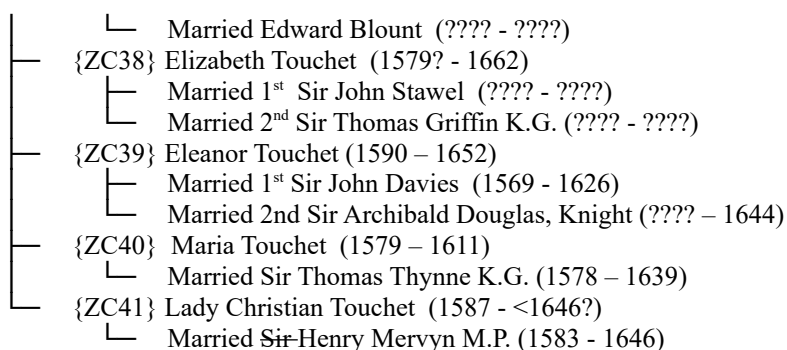 Married Edward Blount (???? - ????)
{ZC38} Elizabeth Touchet (1579? - 1662)
Married 1st Sir John Stawel (???? - ????)
Married 2nd Sir Thomas Griffin K.G. (???? - ????)
{ZC39} Eleanor Touchet (1590 – 1652)
Married 1st Sir John Davies (1569 - 1626)
Married 2nd Sir Archibald Douglas, Knight (???? – 1644)
{ZC40} Maria Touchet (1579 – 1611)
Married Sir Thomas Thynne K.G. (1578 – 1639)
{ZC41} Lady Christian Touchet (1587 - <1646?)
Married Sir Henry Mervyn M.P. (1583 - 1646)